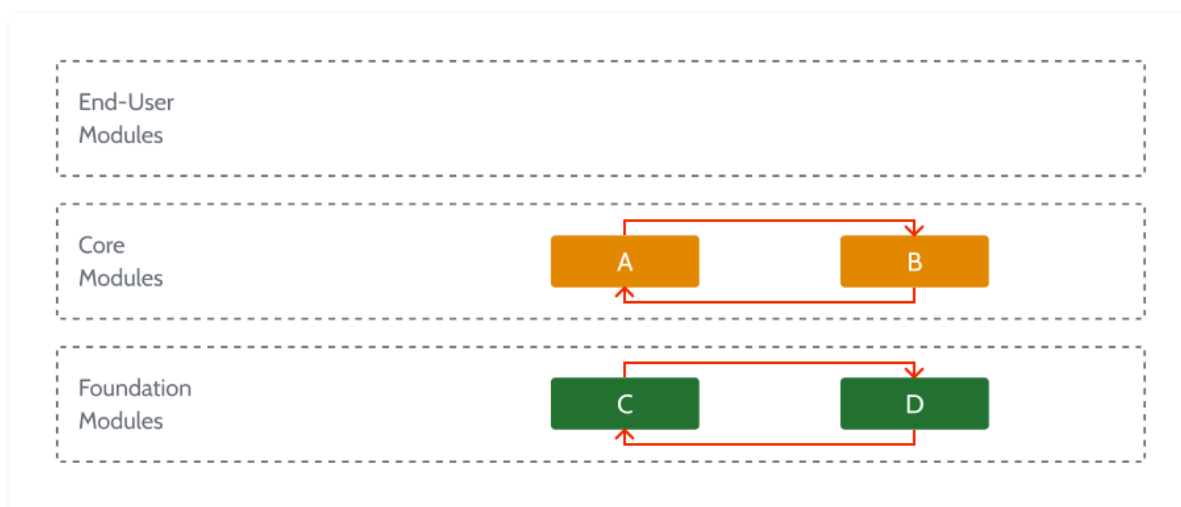 End-User
Modules
Core
Modules
A
B
Foundation
Modules
C
D